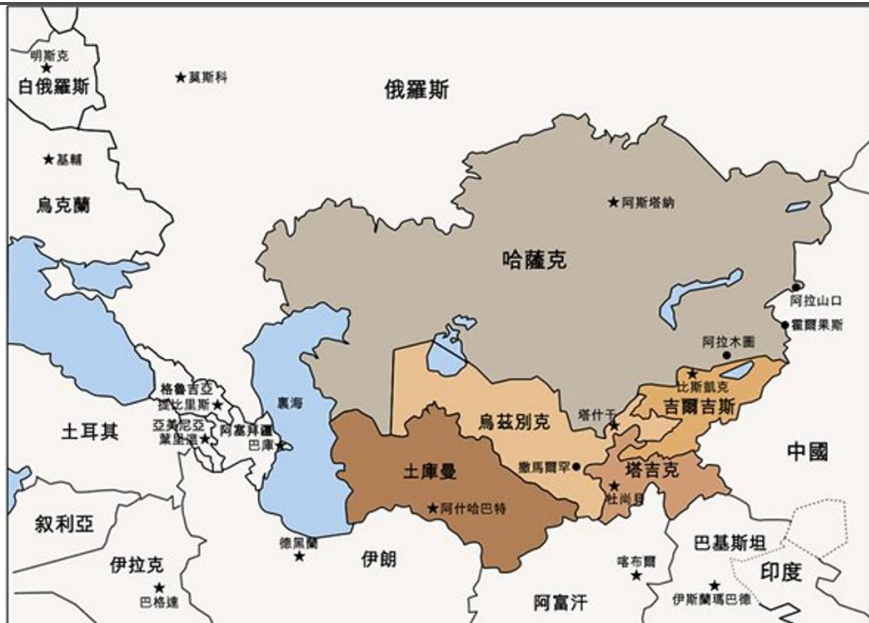 明斯克
白俄羅斯
莫斯科
俄羅斯
基輔
烏克蘭
阿斯塔納
哈薩克
阿拉山口
霍爾果斯
阿拉木圖
比斯凱克
吉爾吉斯
格魯吉亞
提比里斯
裏海
亞美尼亞
葉里溫
阿塞拜疆
巴庫
土耳其
烏茲別克
塔什干
中國
土庫曼
撒馬爾罕
塔吉克
杜尚貝
阿什哈巴特
叙利亞
德黑蘭
伊朗
伊拉克
巴格達
喀布爾
阿富汗
巴基斯坦
印度
伊斯蘭瑪巴德